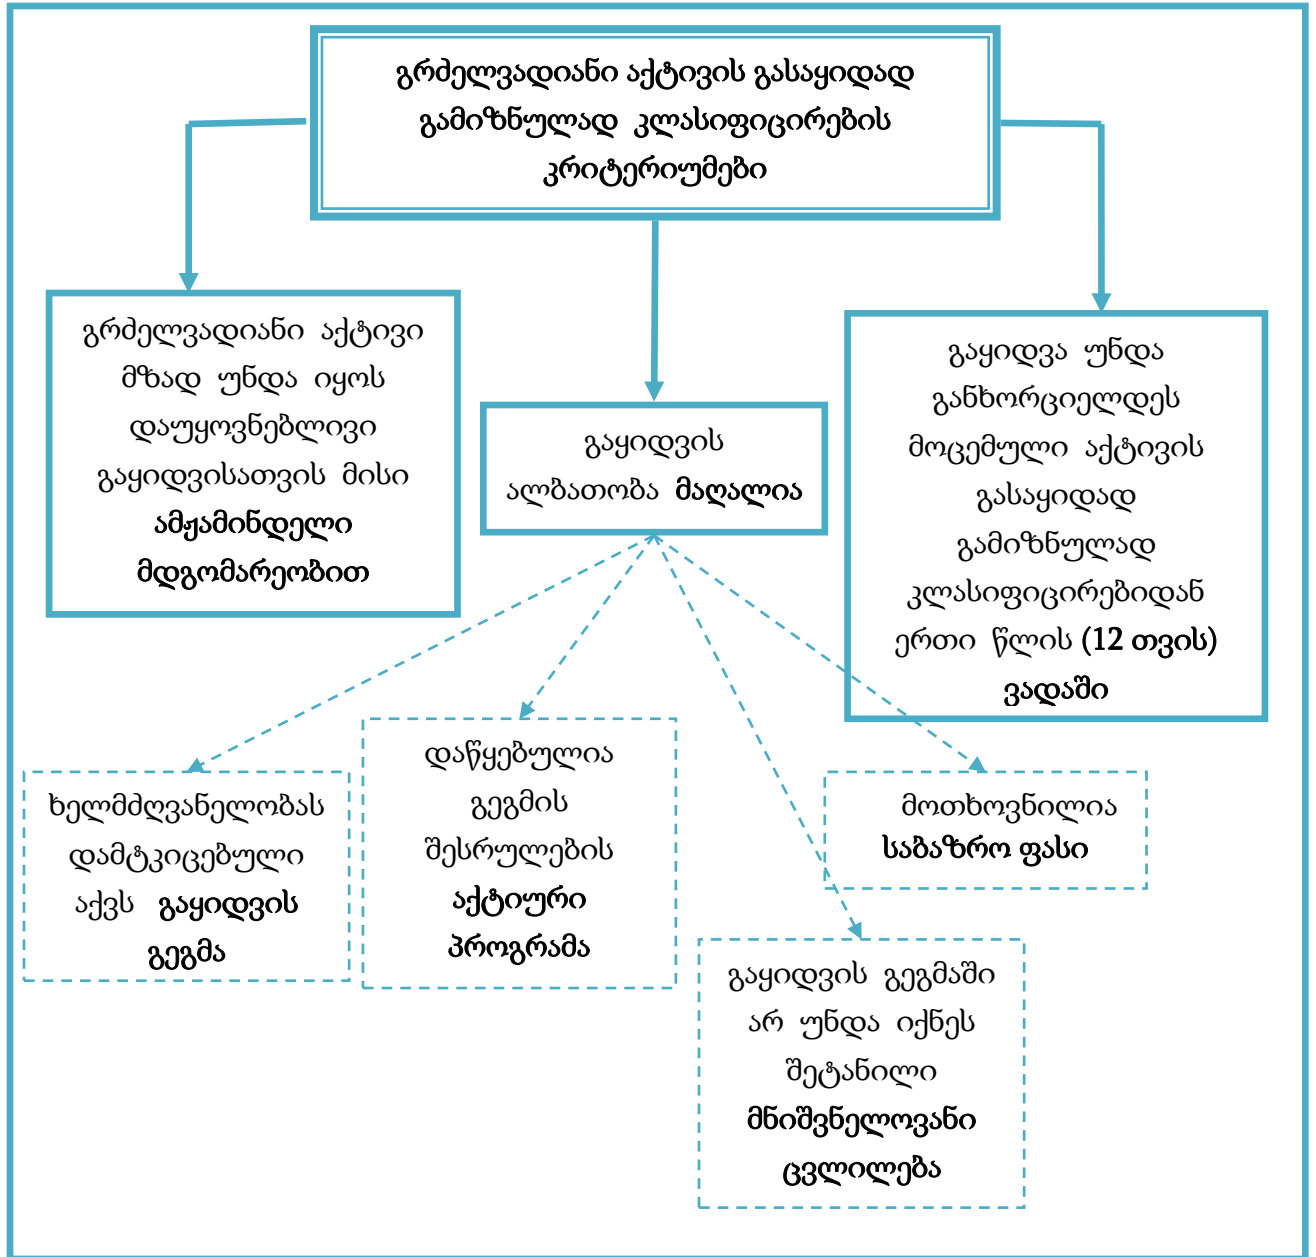 გრძელვადიანი აქტივის გასაყიდად
გამიზნულად კლასიფიცირების
კრიტერიუმები
გრძელვადიანი აქტივი
მზად უნდა იყოს
დაუყოვნებლივი
გაყიდვისათვის მისი
ამჟამინდელი
მდგომარეობით
გაყიდვის
ალბათობა მაღალია
გაყიდვა უნდა
განხორციელდეს
მოცემული აქტივის
გასაყიდად
გამიზნულად
კლასიფიცირებიდან
ერთი წლის (12 თვის)
ვადაში
ხელმძღვანელობას
დამტკიცებული
აქვს გაყიდვის
გეგმა
დაწყებულია
გეგმის
შესრულების
აქტიური
პროგრამა
გაყიდვის გეგმაში
არ უნდა იქნეს
შეტანილი
მნიშვნელოვანი
ცვლილება
მოთხოვნილია
საბაზრო ფასი